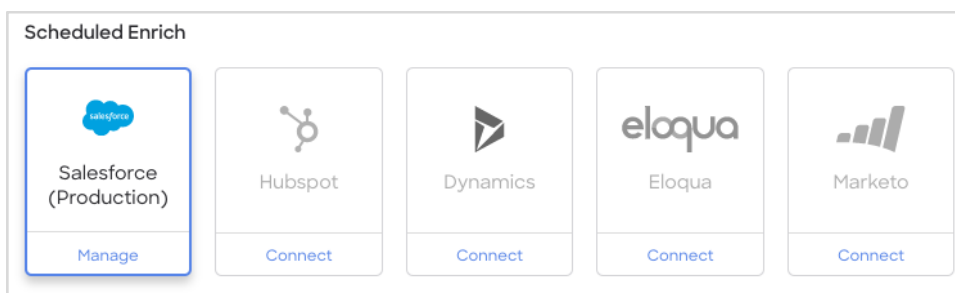 Scheduled Enrich
salesforce
Salesforce
(Production)
Manage
Hubspot
Connect
Dynamics
Connect
eloqua
Eloqua
Connect
Marketo
Connect